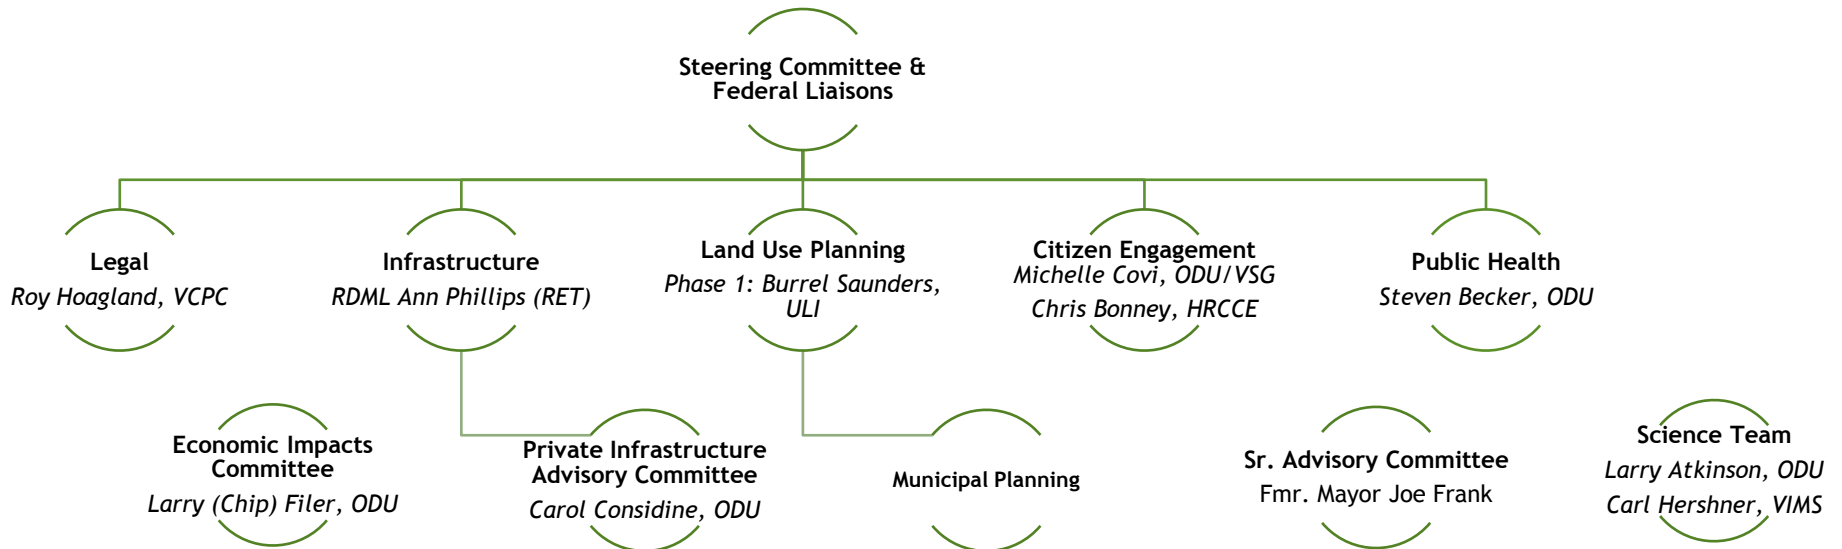 Steering Committee &
Federal Liaisons
Legal
Roy Hoagland, VCPC
Infrastructure
RDML Ann Phillips (RET)
Land Use Planning
Phase 1: Burrel Saunders,
ULI
Citizen Engagement
Michelle Covi, ODU/VSG
Chris Bonney, HRCCE
Public Health
Steven Becker, ODU
Economic Impacts
Committee
Larry (Chip) Filer, ODU
Private Infrastructure
Advisory Committee
Carol Considine, ODU
Municipal Planning
Sr. Advisory Committee
Fmr. Mayor Joe Frank
Science Team
Larry Atkinson, ODU
Carl Hershner, VIMS